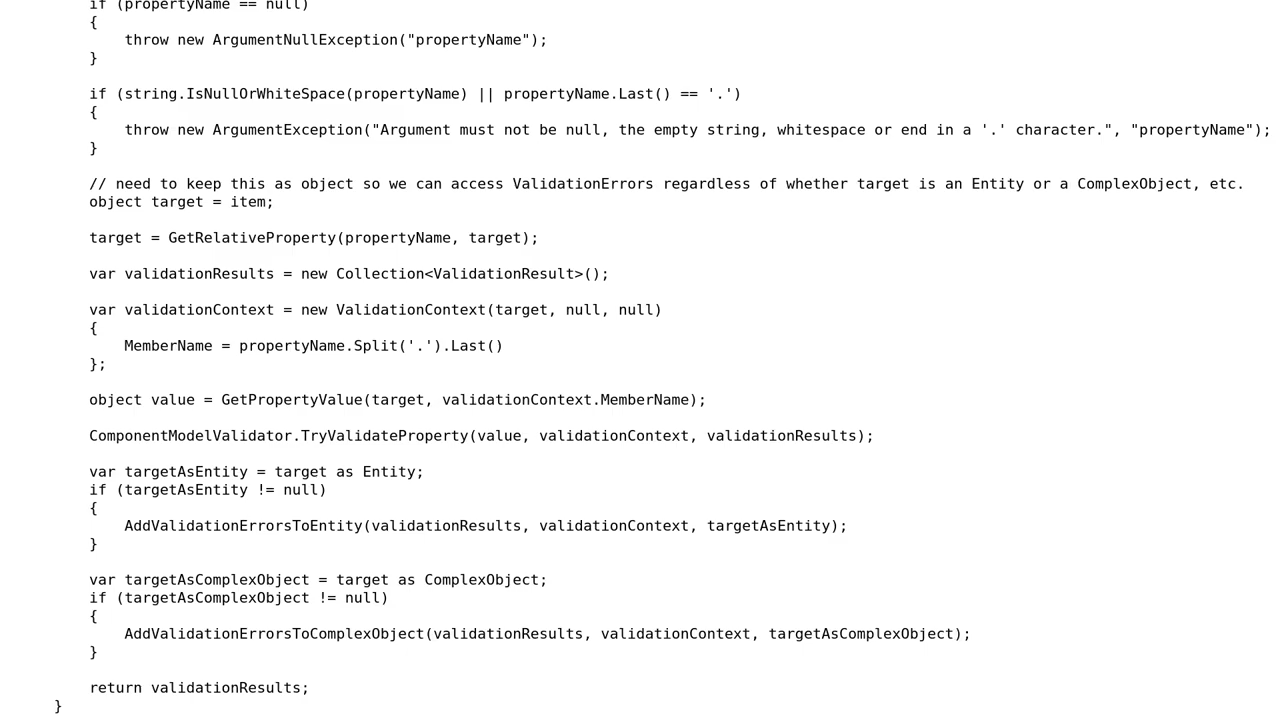 if (propertyName == null)
{
throw new ArgumentNullException("propertyName");
}
if (string.IsNullOrWhiteSpace(propertyName) || propertyName.Last() == '.')
{
throw new ArgumentException("Argument must not be null, the empty string, whitespace or end in a '.' character.", "propertyName");
}
// need to keep this as object so we can access ValidationErrors regardless of whether target is an Entity or a ComplexObject, etc.
object target = item;
target = GetRelativeProperty(propertyName, target);
var validationResults = new Collection<ValidationResult>();
var validationContext = new ValidationContext(target, null, null)
{
MemberName = propertyName.Split('.').Last()
};
object value = GetPropertyValue(target, validationContext.MemberName);
ComponentModelValidator.TryValidateProperty(value, validationContext, validationResults);
var targetAsEntity = target as Entity;
if (targetAsEntity != null)
{
AddValidationErrorsToEntity(validationResults, validationContext, targetAsEntity);
}
var targetAsComplexObject = target as ComplexObject;
if (targetAsComplexObject != null)
{
AddValidationErrorsToComplexObject(validationResults, validationContext, targetAsComplexObject);
}
return validationResults;
}